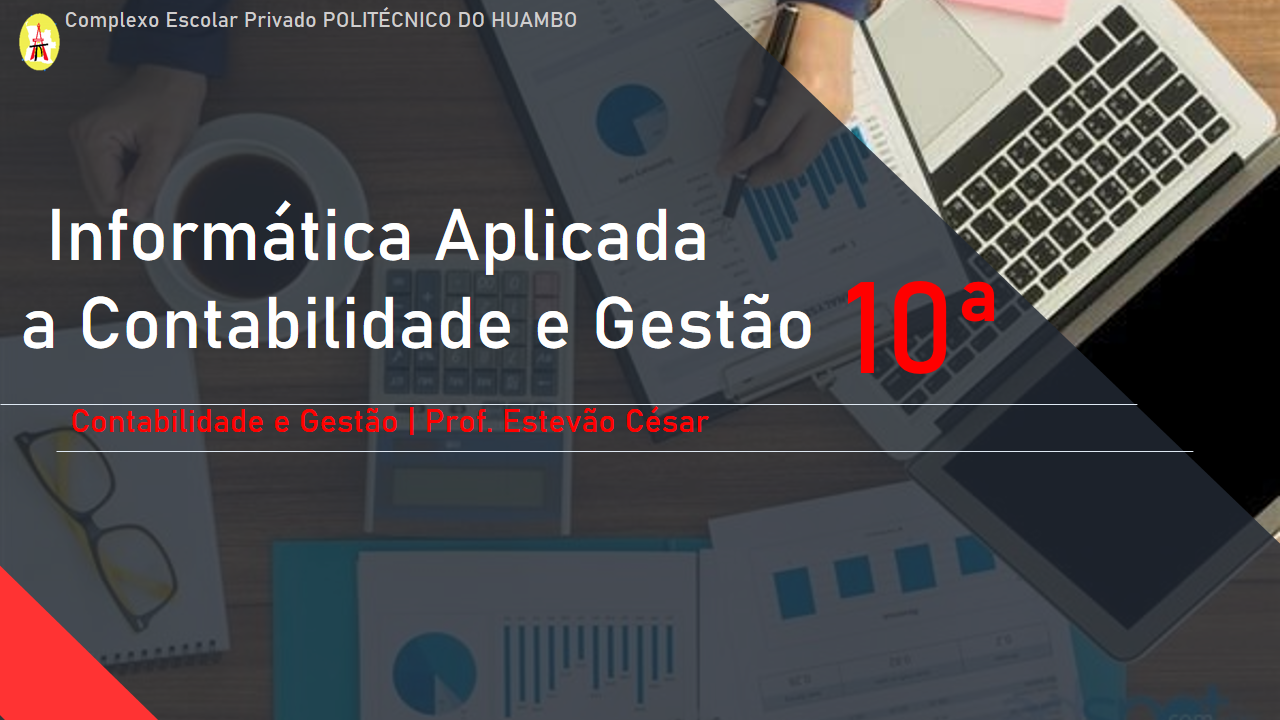 Complexo Escolar Privado POLITÉCNICO DO HUAMBO
Informática Aplicada
a Contabilidade e Gestão 10ª
Contabilidade e Gestão | Prof. Estevão César